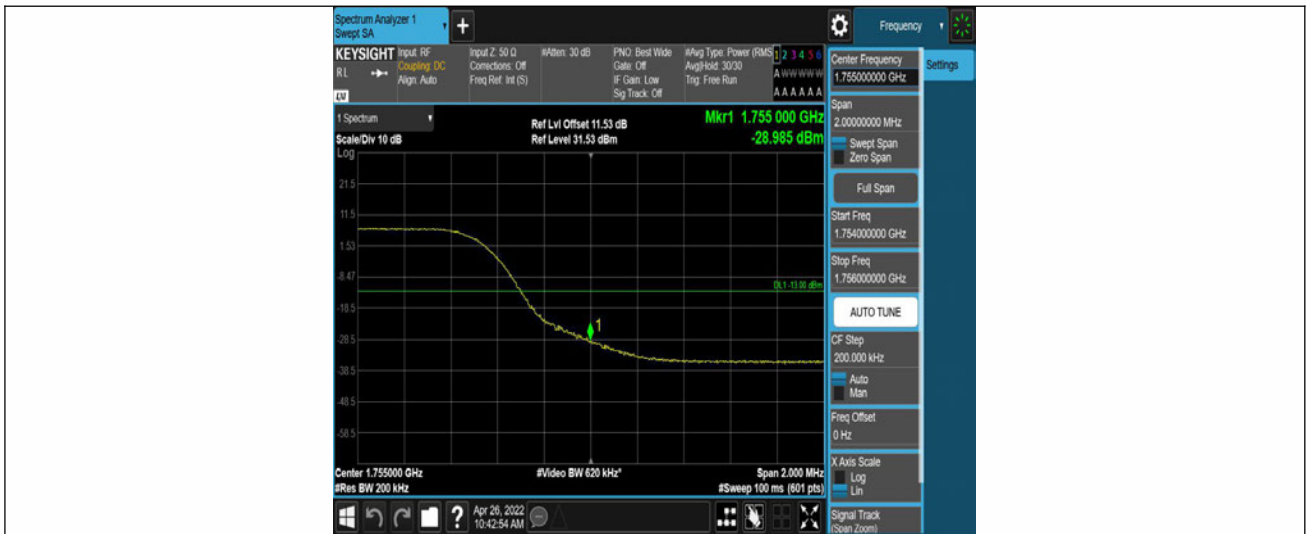 Spectrum Analyzer 1
Swept SA
+
Frequency
KEYSIGHT
Input: RF
Coupling: DC
Align: Auto
RL
LXI
Input Z: 50 Ω
Corrections: Off
Freq Ref: Int (S)
#Atten: 30 dB
PNO: Best Wide
Gate: Off
IF Gain: Low
Sig Track: Off
#Avg Type: Power (RMS
Avg|Hold: 30/30
Trig: Free Run
1 2 3 4 5 6
A W W W W W
A A A A A A
Settings
1 Spectrum
Scale/Div 10 dB
Log
Ref Lvl Offset 11.53 dB
Ref Level 31.53 dBm
Mkr1 1.755 000 GHz
-28.985 dBm
21.5
11.5
1.53
-8.47
-18.5
-28.5
-38.5
-48.5
-58.5
DL1 -13.00 dBm
1
Center 1.755000 GHz
#Res BW 200 kHz
#Video BW 620 kHz*
Span 2.000 MHz
#Sweep 100 ms (601 pts)
Center Frequency
1.755000000 GHz
Span
2.00000000 MHz
Swept Span
Zero Span
Full Span
Start Freq
1.754000000 GHz
Stop Freq
1.756000000 GHz
AUTO TUNE
CF Step
200.000 kHz
Auto
Man
Freq Offset
0 Hz
X Axis Scale
Log
Lin
Signal Track
(Span Zoom)
?
Apr 26, 2022
10:42:54 AM